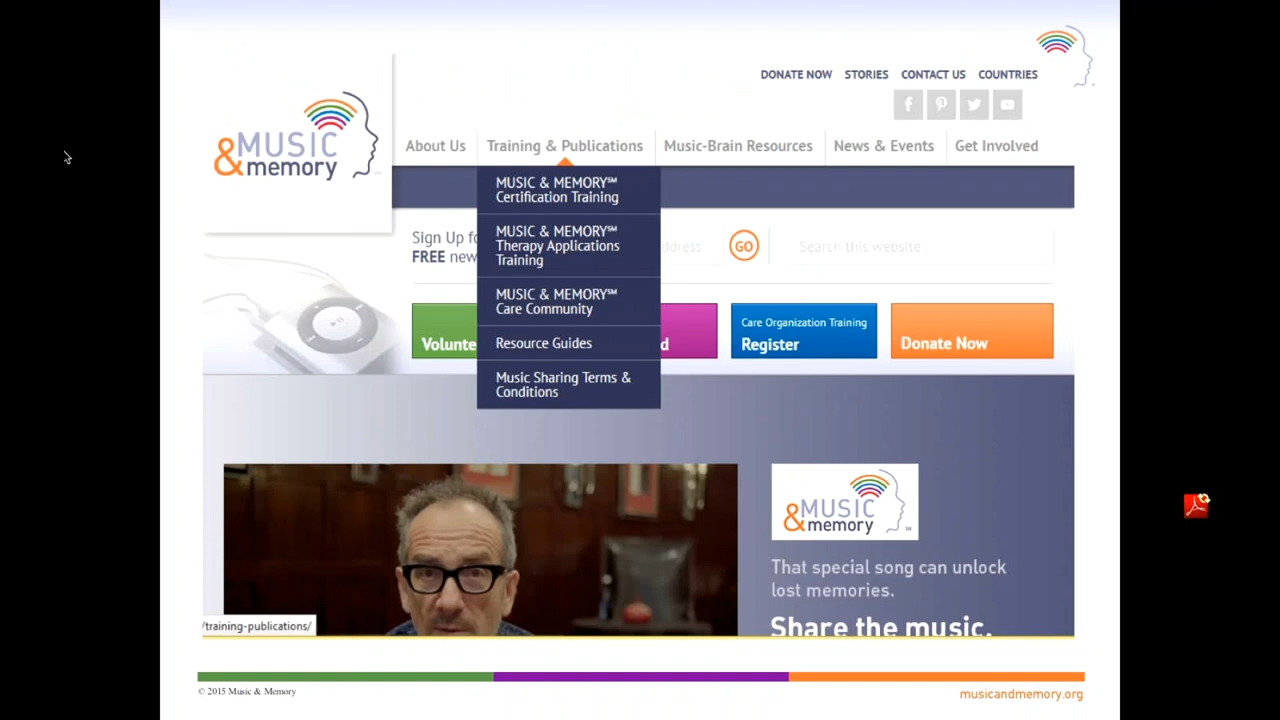 DONATE NOW STORIES CONTACT US COUNTRIES
&MUSIC
memory
About Us Training & Publications Music-Brain Resources News & Events Get Involved
MUSIC & MEMORY℠
Certification Training
MUSIC & MEMORY℠
Therapy Applications
Training
MUSIC & MEMORY℠
Care Community
Resource Guides
Music Sharing Terms &
Conditions
Sign Up
FREE new
GO
Search this website
Volunte
d
Care Organization Training
Register
Donate Now
&MUSIC
memory
That special song can unlock
lost memories.
Share the music.
/training-publications/
© 2015 Music & Memory
musicandmemory.org